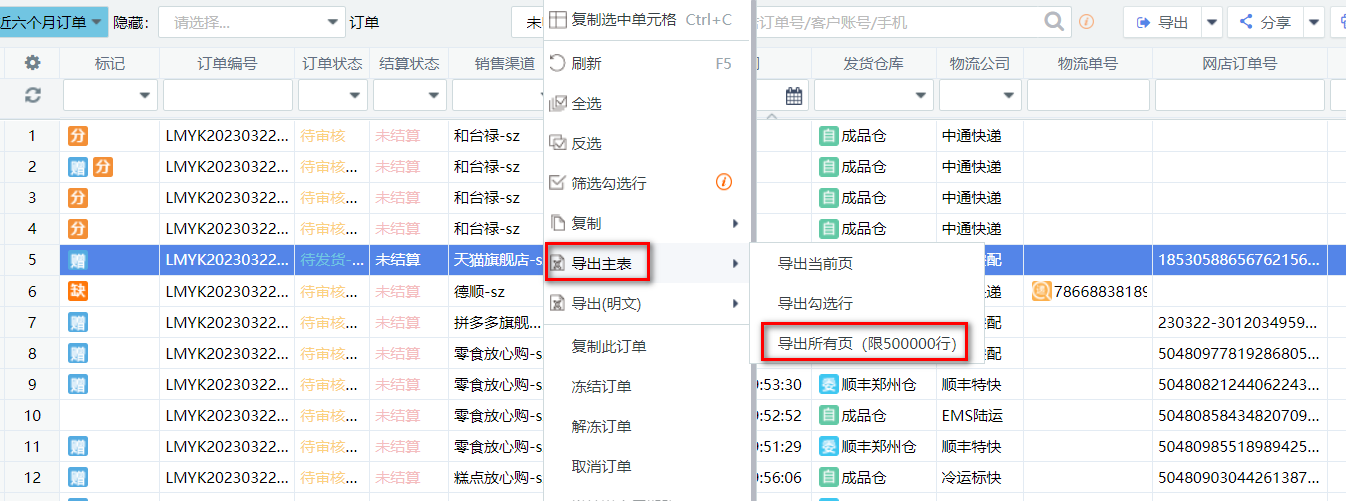 近六个月订单 隐藏: 请选择... 订单
订单号/客户账号/手机 导出 分享
标记 订单编号 订单状态 结算状态 销售渠道 发货仓库 物流公司 物流单号 网店订单号
1 分 LMYK20230322... 待审核 未结算 和台禄-sz 自 成品仓 中通快递
2 赠 分 LMYK20230322... 待审核... 未结算 和台禄-sz 自 成品仓 中通快递
3 分 LMYK20230322... 待审核 未结算 和台禄-sz 自 成品仓 中通快递
4 分 LMYK20230322... 待审核 未结算 和台禄-sz 自 成品仓 中通快递
5 赠 LMYK20230322... 待发货-... 未结算 天猫旗舰店-s 配 18530588656762156...
6 缺 LMYK20230322... 待审核... 未结算 德顺-sz 递 78668838189
7 赠 LMYK20230322... 待审核... 未结算 拼多多旗舰... 配 230322-3012034959...
8 赠 LMYK20230322... 待审核... 未结算 零食放心购-s 配 50480977819286805...
9 赠 LMYK20230322... 待审核... 未结算 零食放心购-s :53:30 委 顺丰郑州仓 顺丰特快 50480821244062243...
10 LMYK20230322... 待审核... 未结算 零食放心购-s :52:52 自 成品仓 EMS陆运 50480858434820709...
11 赠 LMYK20230322... 待审核... 未结算 零食放心购-s :51:29 委 顺丰郑州仓 顺丰特快 50480985518989425...
12 赠 LMYK20230322... 待审核... 未结算 糕点放心购-s :56:06 自 成品仓 冷运标快 50480903044261387...
复制选中单元格 Ctrl+C
刷新 F5
全选
反选
筛选勾选行
复制
导出主表
导出(明文)
复制此订单
冻结订单
解冻订单
取消订单
导出当前页
导出勾选行
导出所有页（限500000行）